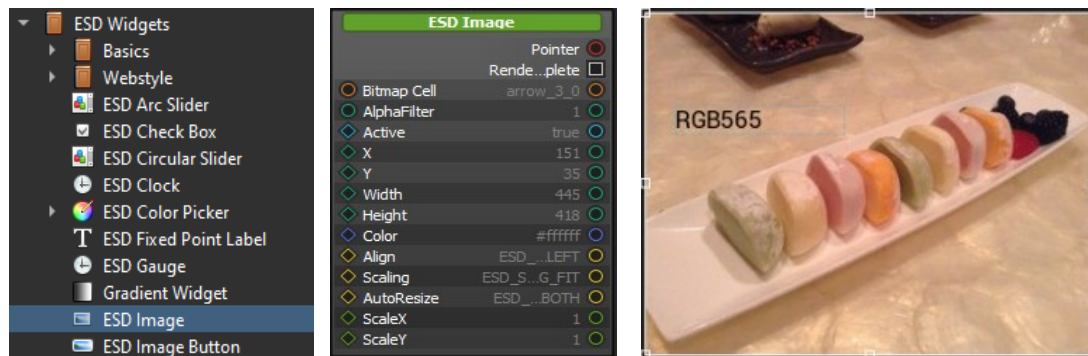 ESD Widgets
Basics
Webstyle
ESD Arc Slider
ESD Check Box
ESD Circular Slider
ESD Clock
ESD Color Picker
T ESD Fixed Point Label
ESD Gauge
Gradient Widget
ESD Image
ESD Image Button
ESD Image
Pointer
Rende...plete
Bitmap Cell arrow_3_0
AlphaFilter 1
Active true
X 151
Y 35
Width 445
Height 418
Color #ffffff
Align ESD_...LEFT
Scaling ESD_S...G_FIT
AutoResize ESD_...BOTH
ScaleX 1
ScaleY 1
RGB565